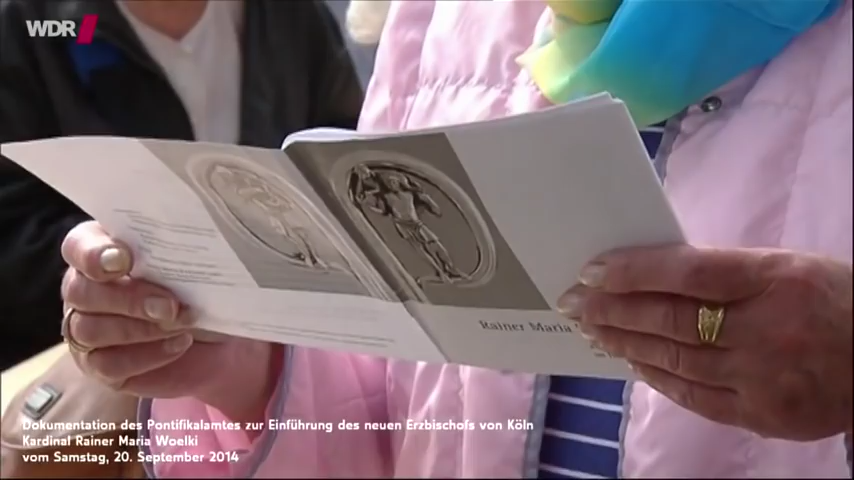 WDR
Rainer Maria
Dokumentation des Pontifikalamtes zur Einführung des neuen Erzbischofs von Köln
Kardinal Rainer Maria Woelki
vom Samstag, 20. September 2014